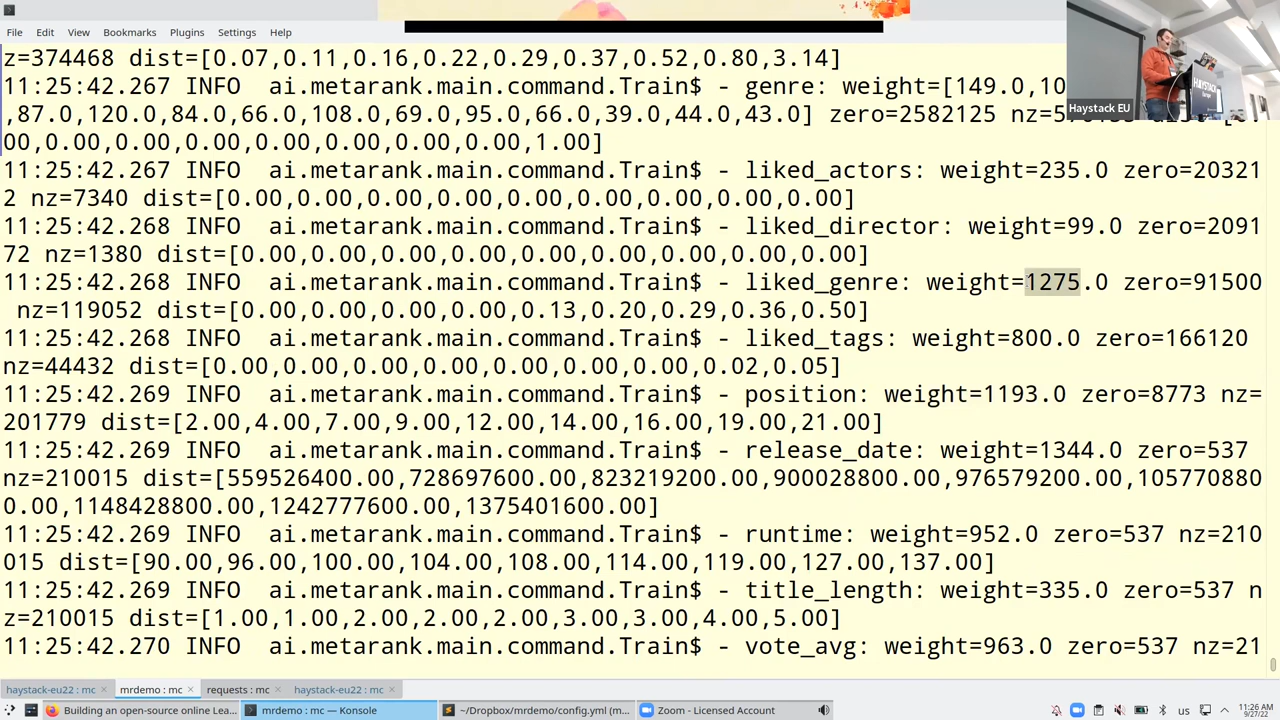 File Edit View Bookmarks Plugins Settings Help
z=374468 dist=[0.07,0.11,0.16,0.22,0.29,0.37,0.52,0.80,3.14]
11:25:42.267 INFO  ai.metarank.main.command.Train$ - genre: weight=[149.0,10
,87.0,120.0,84.0,66.0,108.0,69.0,95.0,66.0,39.0,44.0,43.0] zero=2582125
00,0.00,0.00,0.00,0.00,0.00,0.00,0.00,1.00]
11:25:42.267 INFO  ai.metarank.main.command.Train$ - liked_actors: weight=235.0 zero=20321
2 nz=7340 dist=[0.00,0.00,0.00,0.00,0.00,0.00,0.00,0.00,0.00]
11:25:42.268 INFO  ai.metarank.main.command.Train$ - liked_director: weight=99.0 zero=2091
72 nz=1380 dist=[0.00,0.00,0.00,0.00,0.00,0.00,0.00,0.00,0.00]
11:25:42.268 INFO  ai.metarank.main.command.Train$ - liked_genre: weight=1275.0 zero=91500
nz=119052 dist=[0.00,0.00,0.00,0.00,0.13,0.20,0.29,0.36,0.50]
11:25:42.268 INFO  ai.metarank.main.command.Train$ - liked_tags: weight=800.0 zero=166120
nz=44432 dist=[0.00,0.00,0.00,0.00,0.00,0.00,0.00,0.02,0.05]
11:25:42.269 INFO  ai.metarank.main.command.Train$ - position: weight=1193.0 zero=8773 nz=
201779 dist=[2.00,4.00,7.00,9.00,12.00,14.00,16.00,19.00,21.00]
11:25:42.269 INFO  ai.metarank.main.command.Train$ - release_date: weight=1344.0 zero=537
nz=210015 dist=[559526400.00,728697600.00,823219200.00,900028800.00,976579200.00,105770880
0.00,1148428800.00,1242777600.00,1375401600.00]
11:25:42.269 INFO  ai.metarank.main.command.Train$ - runtime: weight=952.0 zero=537 nz=210
015 dist=[90.00,96.00,100.00,104.00,108.00,114.00,119.00,127.00,137.00]
11:25:42.269 INFO  ai.metarank.main.command.Train$ - title_length: weight=335.0 zero=537 n
z=210015 dist=[1.00,1.00,2.00,2.00,2.00,3.00,3.00,4.00,5.00]
11:25:42.270 INFO  ai.metarank.main.command.Train$ - vote_avg: weight=963.0 zero=537 nz=21
HAYSTACK
Haystack EU
haystack-eu22 : mc mrdemo : mc requests : mc haystack-eu22 : mc
Building an open-source online Lea... mrdemo : mc — Konsole ~/Dropbox/mrdemo/config.yml (m... Zoom - Licensed Account us 11:26 AM
9/27/22